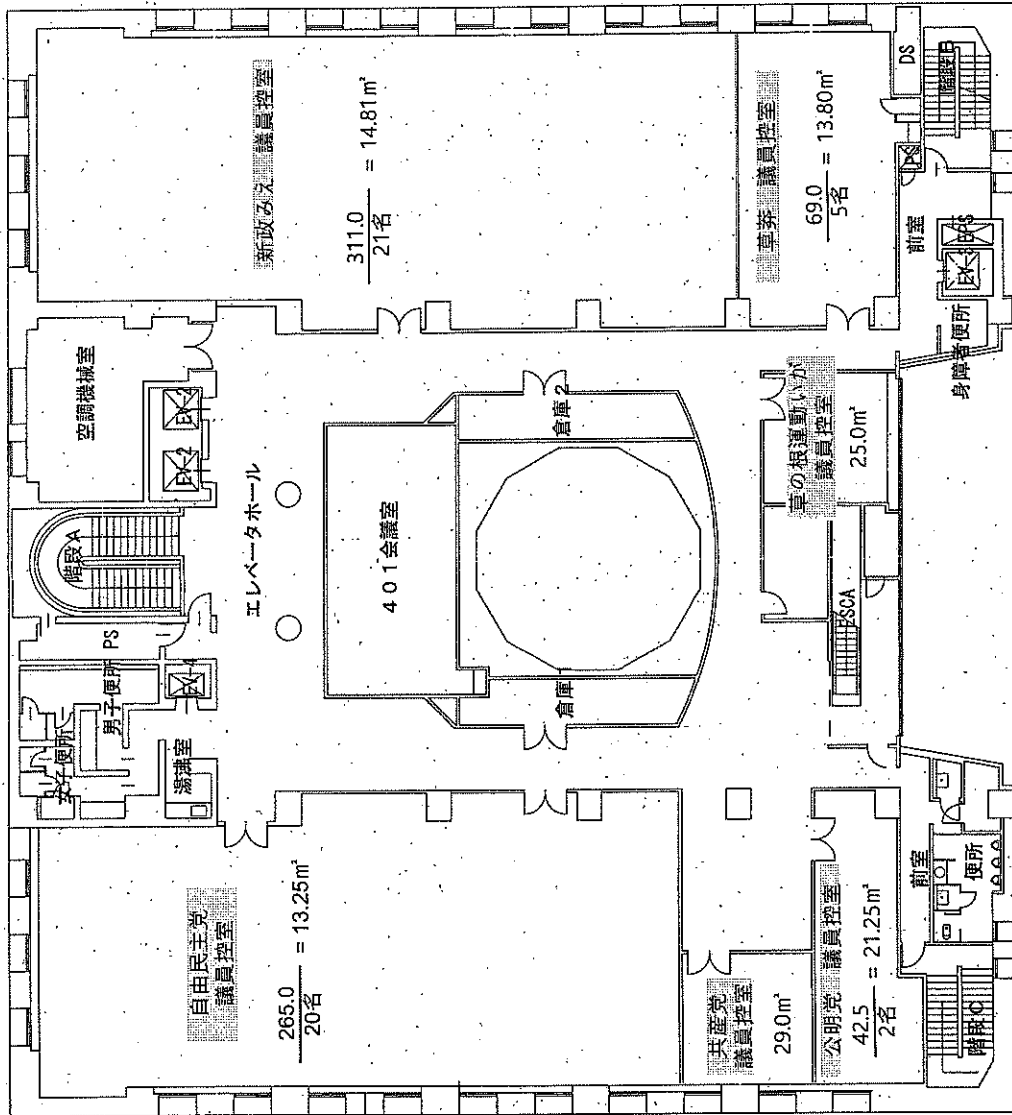 新政みえ 議員控室
311.0
21名
= 14.81㎡
草莽 議員控室
69.0
5名
= 13.80㎡
DS
階段B
PS
前室
EV-3
EPS
身障者便所
空調機械室
EV-2
階段A
PS
男子便所
女子便所
EV-4
湯沸室
エレベータホール
401会議室
倉庫2
倉庫1
草の根運動いが
議員控室
25.0㎡
ESCA
自由民主党
議員控室
265.0
20名
= 13.25㎡
共産党
議員控室
29.0㎡
公明党 議員控室
42.5
2名
= 21.25㎡
前室
便所
階段C